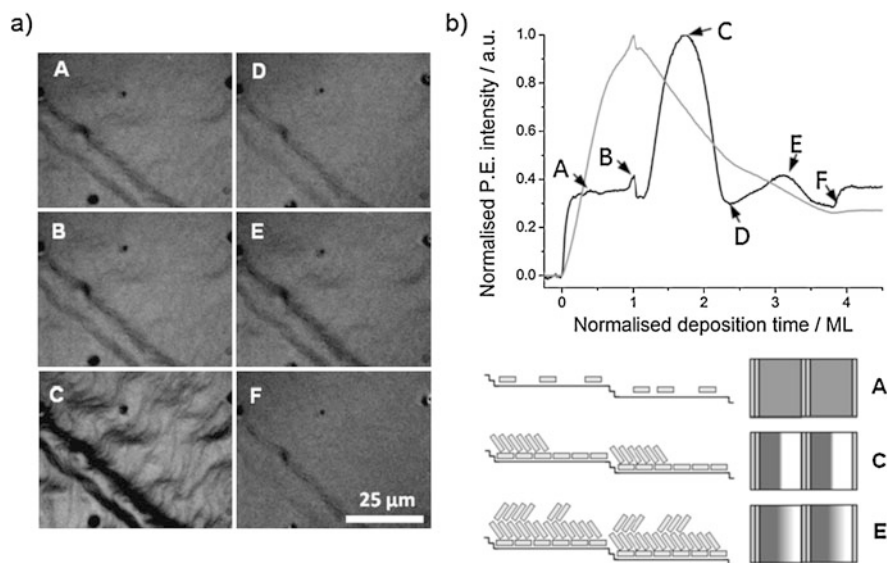 a)
A
D
B
E
C
F
25 µm
b)
Normalised P.E. intensity / a.u.
1.0
0.8
0.6
0.4
0.2
0.0
A
B
C
D
E
F
0
1
2
3
4
Normalised deposition time / ML
A
C
E